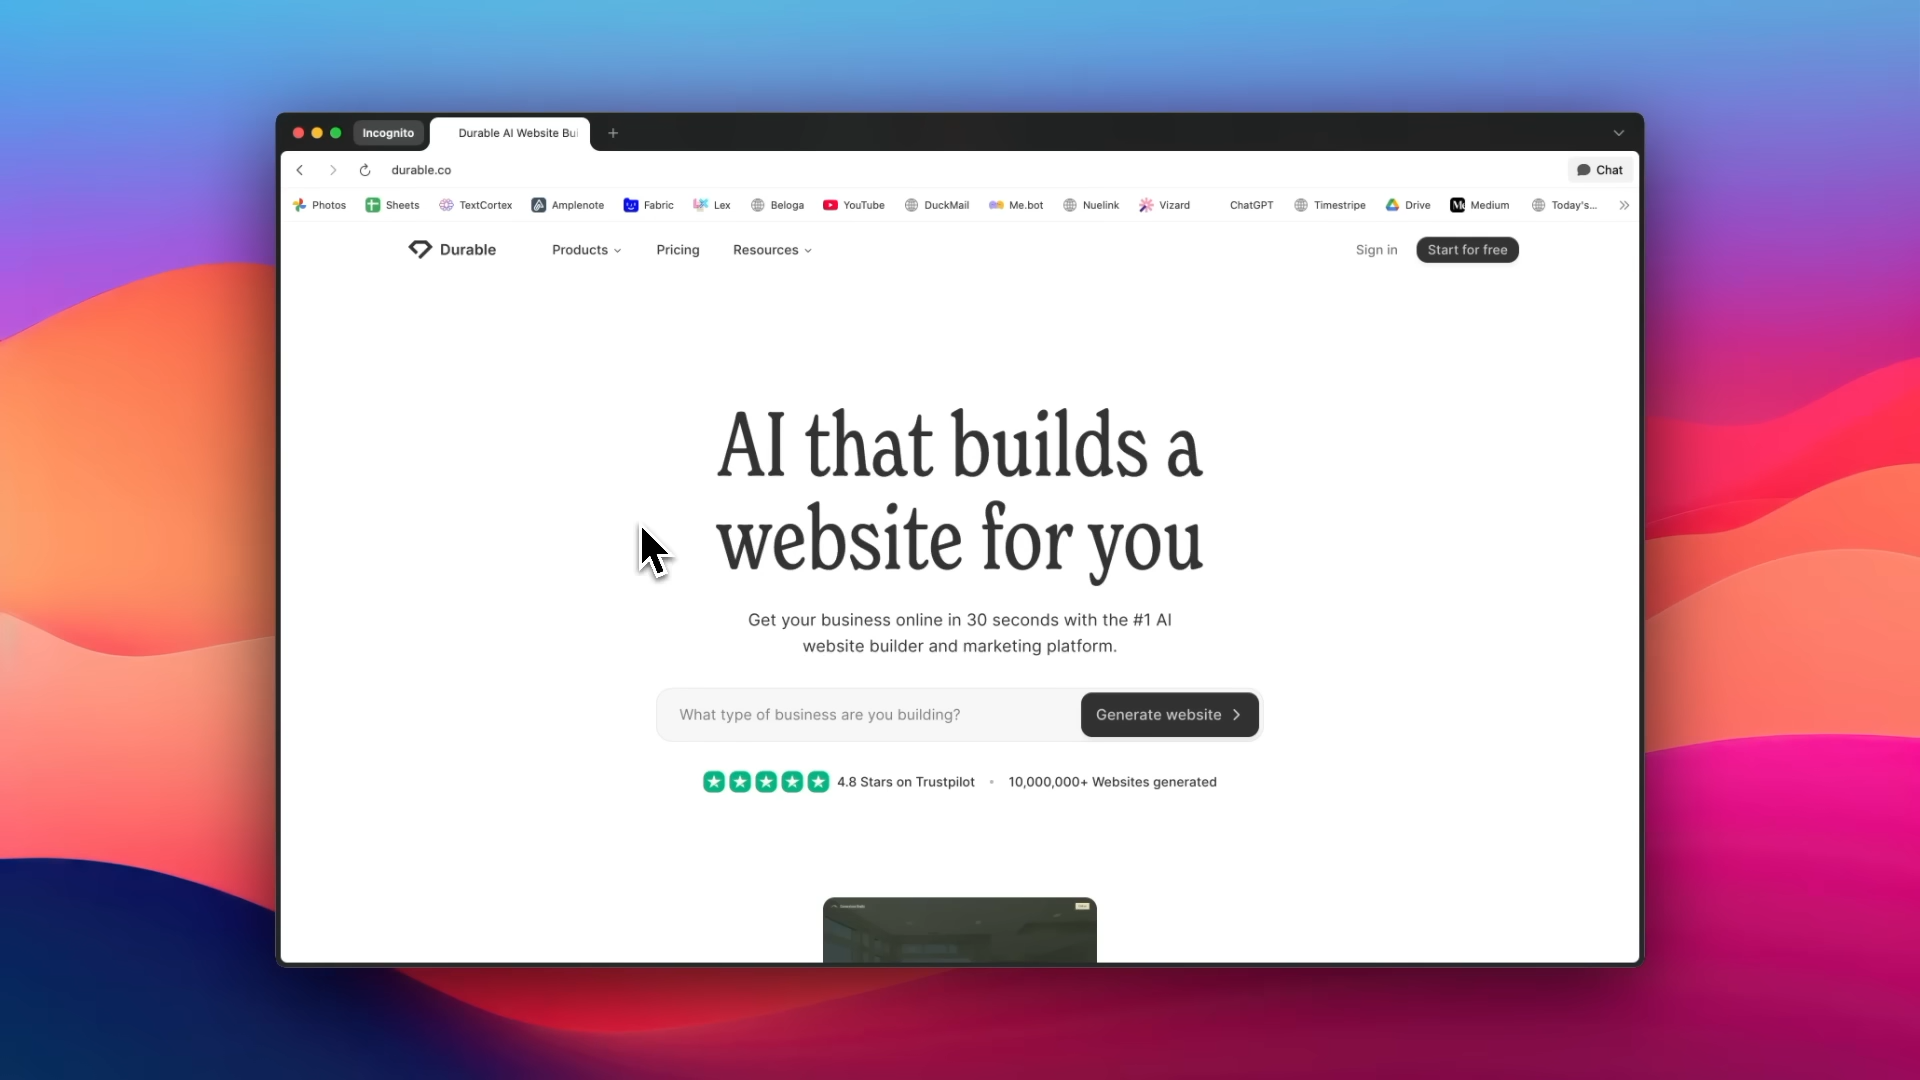 Incognito
Durable AI Website Bui
durable.co
Chat
Photos Sheets TextCortex Amplenote Fabric Lex Beloga YouTube DuckMail Me.bot Nuelink Vizard ChatGPT Timestripe Drive Medium Today's...
Durable Products Pricing Resources Sign in Start for free
AI that builds a
website for you
Get your business online in 30 seconds with the #1 AI
website builder and marketing platform.
What type of business are you building? Generate website
4.8 Stars on Trustpilot • 10,000,000+ Websites generated